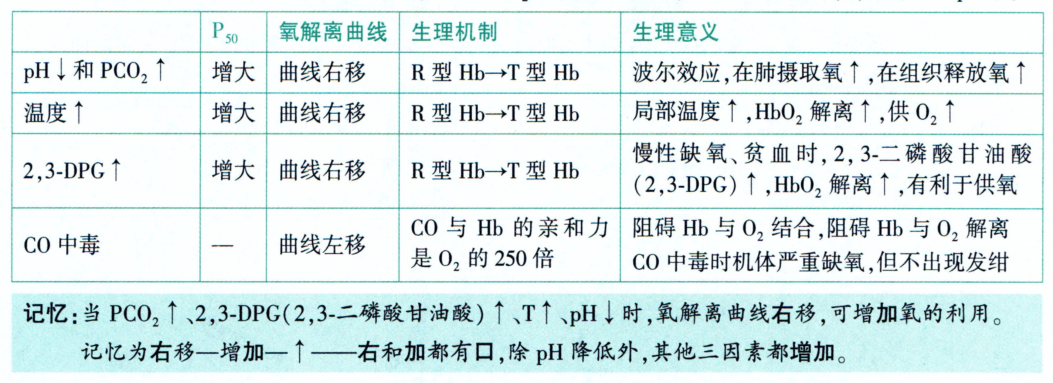 P₅₀ 氧解离曲线 生理机制 生理意义
pH↓和 PCO₂↑ 增大 曲线右移 R 型 Hb→T 型 Hb 波尔效应,在肺摄取氧↑,在组织释放氧↑
温度↑ 增大 曲线右移 R 型 Hb→T 型 Hb 局部温度↑,HbO₂ 解离↑,供 O₂↑
2,3-DPG↑ 增大 曲线右移 R 型 Hb→T 型 Hb 慢性缺氧、贫血时,2,3-二磷酸甘油酸
(2,3-DPG)↑,HbO₂ 解离↑,有利于供氧
CO 中毒 — 曲线左移 CO 与 Hb 的亲和力 阻碍 Hb 与 O₂ 结合,阻碍 Hb 与 O₂ 解离
是 O₂ 的 250 倍 CO 中毒时机体严重缺氧,但不出现发绀
记忆:当 PCO₂↑、2,3-DPG(2,3-二磷酸甘油酸)↑、T↑、pH↓时,氧解离曲线右移,可增加氧的利用。
记忆为右移—增加—↑——右和加都有口,除 pH 降低外,其他三因素都增加。